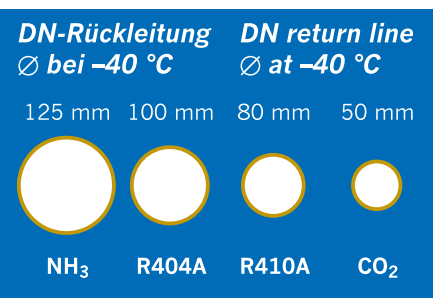 DN-Rückleitung
∅ bei –40 °C
DN return line
∅ at –40 °C
125 mm 100 mm 80 mm 50 mm
NH₃ R404A R410A CO₂